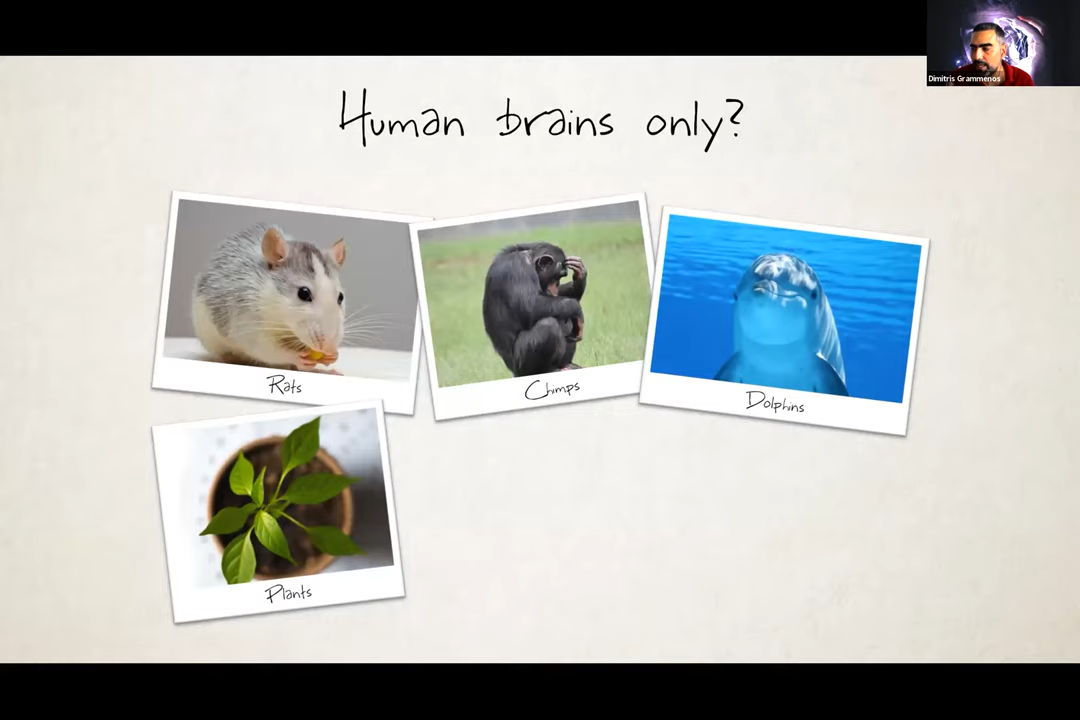 Dimitris Grammenos
Human brains only?
Rats
Chimps
Dolphins
Plants